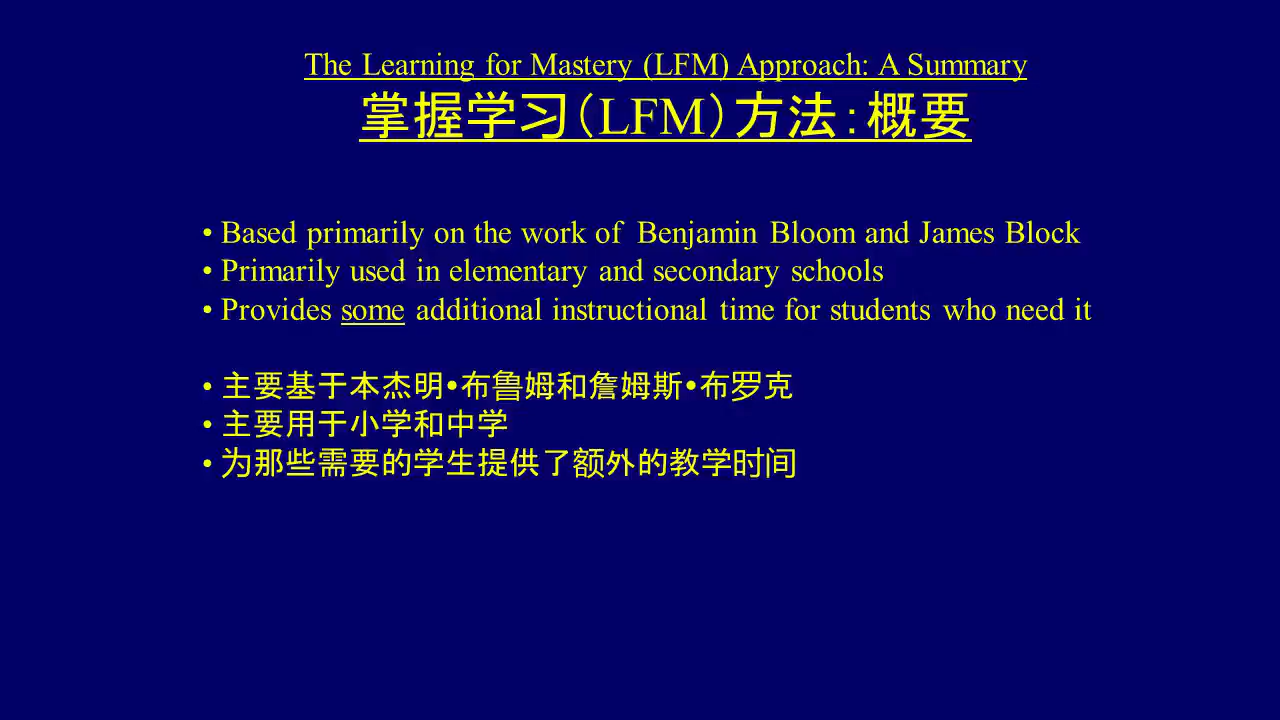 The Learning for Mastery (LFM) Approach: A Summary
掌握学习（LFM）方法：概要
• Based primarily on the work of Benjamin Bloom and James Block
• Primarily used in elementary and secondary schools
• Provides some additional instructional time for students who need it
• 主要基于本杰明•布鲁姆和詹姆斯•布罗克
• 主要用于小学和中学
• 为那些需要的学生提供了额外的教学时间